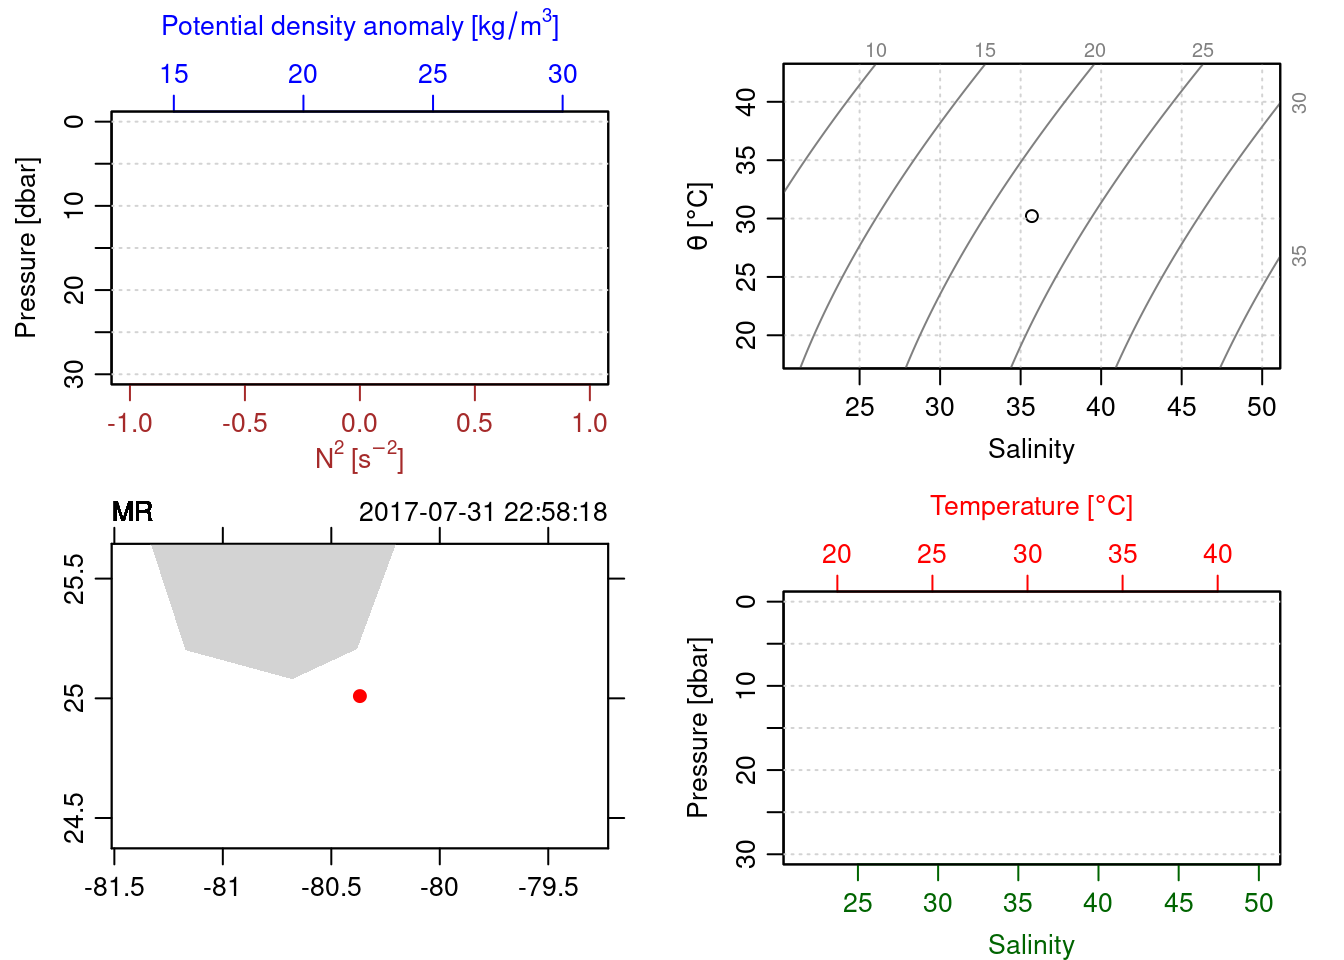 Potential density anomaly [kg/m³]
15 20 25 30
Pressure [dbar]
0
10
20
30
-1.0 -0.5 0.0 0.5 1.0
N² [s⁻²]
10 15 20 25
30
35
θ [°C]
40
35
30
25
20
25 30 35 40 45 50
Salinity
MR 2017-07-31 22:58:18
25.5
25
24.5
-81.5 -81 -80.5 -80 -79.5
Temperature [°C]
20 25 30 35 40
Pressure [dbar]
0
10
20
30
25 30 35 40 45 50
Salinity